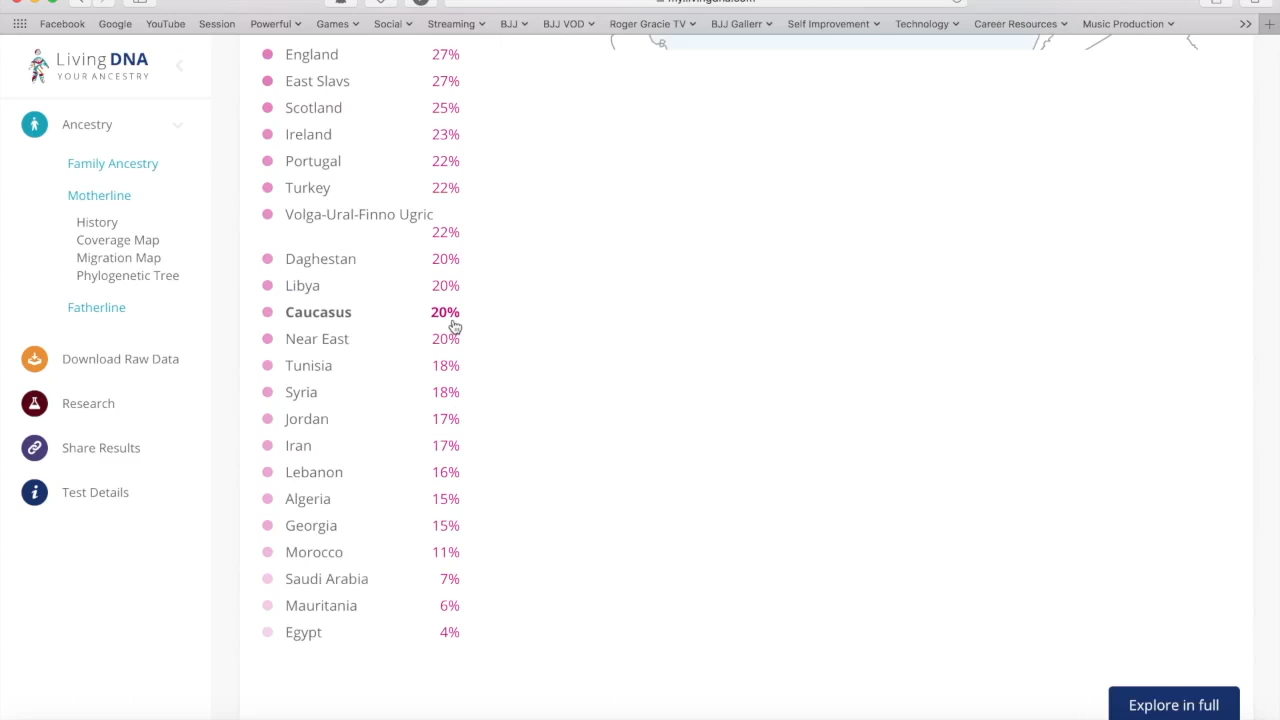 Facebook Google YouTube Session Powerful Games Social Streaming BJJ BJJ VOD Roger Gracie TV BJJ Gallerr Self Improvement Technology Career Resources Music Production
Living DNA
YOUR ANCESTRY
Ancestry
Family Ancestry
Motherline
History
Coverage Map
Migration Map
Phylogenetic Tree
Fatherline
Download Raw Data
Research
Share Results
Test Details
England 27%
East Slavs 27%
Scotland 25%
Ireland 23%
Portugal 22%
Turkey 22%
Volga-Ural-Finno Ugric
22%
Daghestan 20%
Libya 20%
Caucasus 20%
Near East 20%
Tunisia 18%
Syria 18%
Jordan 17%
Iran 17%
Lebanon 16%
Algeria 15%
Georgia 15%
Morocco 11%
Saudi Arabia 7%
Mauritania 6%
Egypt 4%
Explore in full